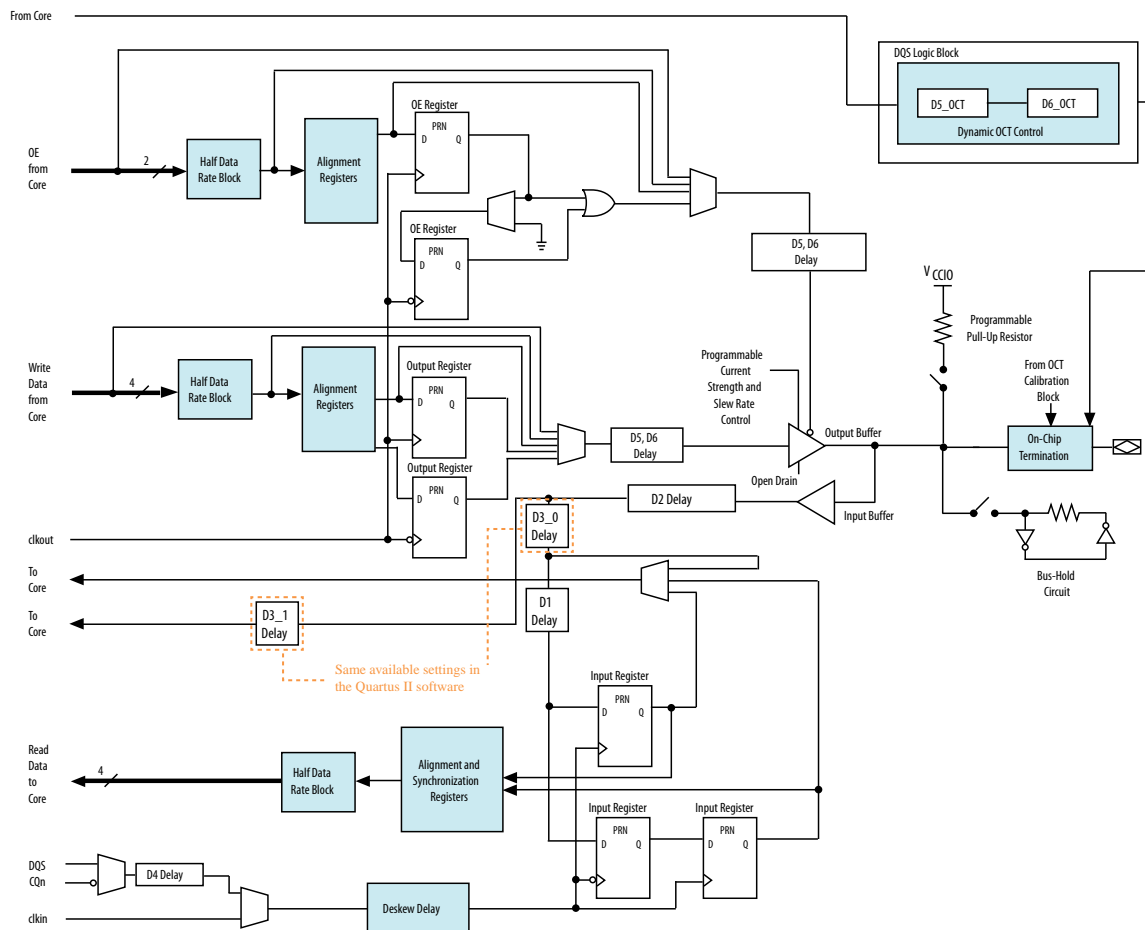 From Core
DQS Logic Block
D5_OCT
D6_OCT
Dynamic OCT Control
OE
from
Core
2
Half Data
Rate Block
Alignment
Registers
OE Register
PRN
D
Q
OE Register
PRN
D
Q
D5, D6
Delay
V CCIO
Programmable
Pull-Up Resistor
Write
Data
from
Core
4
Half Data
Rate Block
Alignment
Registers
Output Register
PRN
D
Q
Output Register
PRN
D
Q
D5, D6
Delay
Programmable
Current
Strength and
Slew Rate
Control
Output Buffer
Open Drain
From OCT
Calibration
Block
On-Chip
Termination
D2 Delay
Input Buffer
D3_0
Delay
Bus-Hold
Circuit
clkout
To
Core
To
Core
D3_1
Delay
D1
Delay
Same available settings in
the Quartus II software
Input Register
PRN
D
Q
Read
Data
to
Core
4
Half Data
Rate Block
Alignment and
Synchronization
Registers
Input Register
PRN
D
Q
Input Register
PRN
D
Q
DQS
CQn
D4 Delay
clkin
Deskew Delay